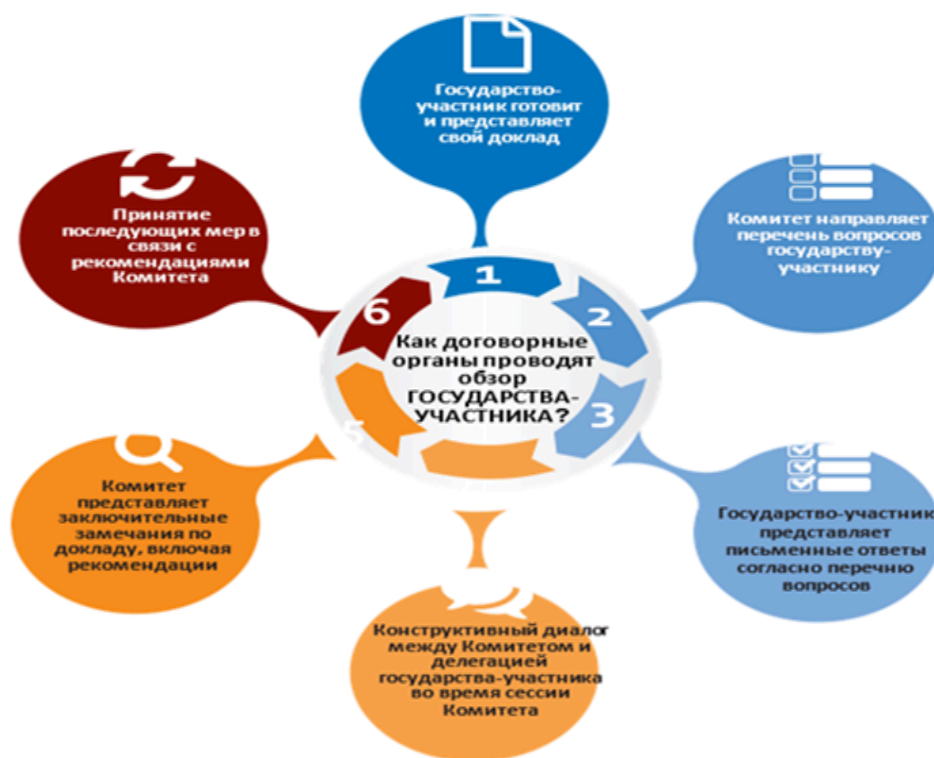 Государство-
участник готовит
и представляет
свой доклад
Комитет направляет
перечень вопросов
государству-
участнику
Государство-участник
представляет
письменные ответы
согласно перечню
вопросов
Конструктивный диалог
между Комитетом и
делегацией
государства-участника
во время сессии
Комитета
Комитет
представляет
заключительные
замечания по
докладу, включая
рекомендации
Принятие
последующих мер в
связи с
рекомендациями
Комитета
1
2
3
5
6
Как договорные
органы проводят
обзор
ГОСУДАРСТВА-
УЧАСТНИКА?